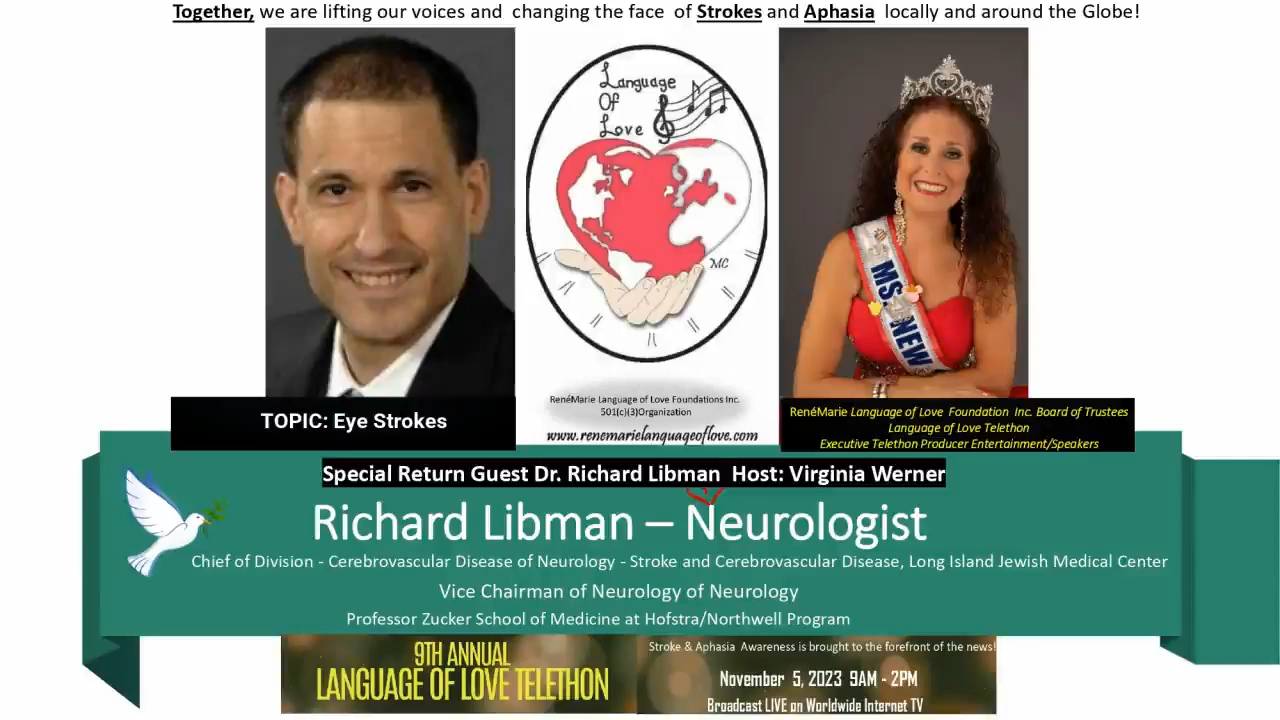 Together, we are lifting our voices and changing the face of Strokes and Aphasia locally and around the Globe!
Language
Of
Love
MC
MS. NEW
RenéMarie Language of Love Foundations Inc.
501(c)(3)Organization
www.renemarielanguageoflove.com
TOPIC: Eye Strokes
RenéMarie Language of Love Foundation Inc. Board of Trustees
Language of Love Telethon
Executive Telethon Producer Entertainment/Speakers
Special Return Guest Dr. Richard Libman Host: Virginia Werner
Richard Libman – Neurologist
Chief of Division - Cerebrovascular Disease of Neurology - Stroke and Cerebrovascular Disease, Long Island Jewish Medical Center
Vice Chairman of Neurology of Neurology
Professor Zucker School of Medicine at Hofstra/Northwell Program
9TH ANNUAL
LANGUAGE OF LOVE TELETHON
Stroke & Aphasia Awareness is brought to the forefront of the news!
November 5, 2023 9AM - 2PM
Broadcast LIVE on Worldwide Internet TV